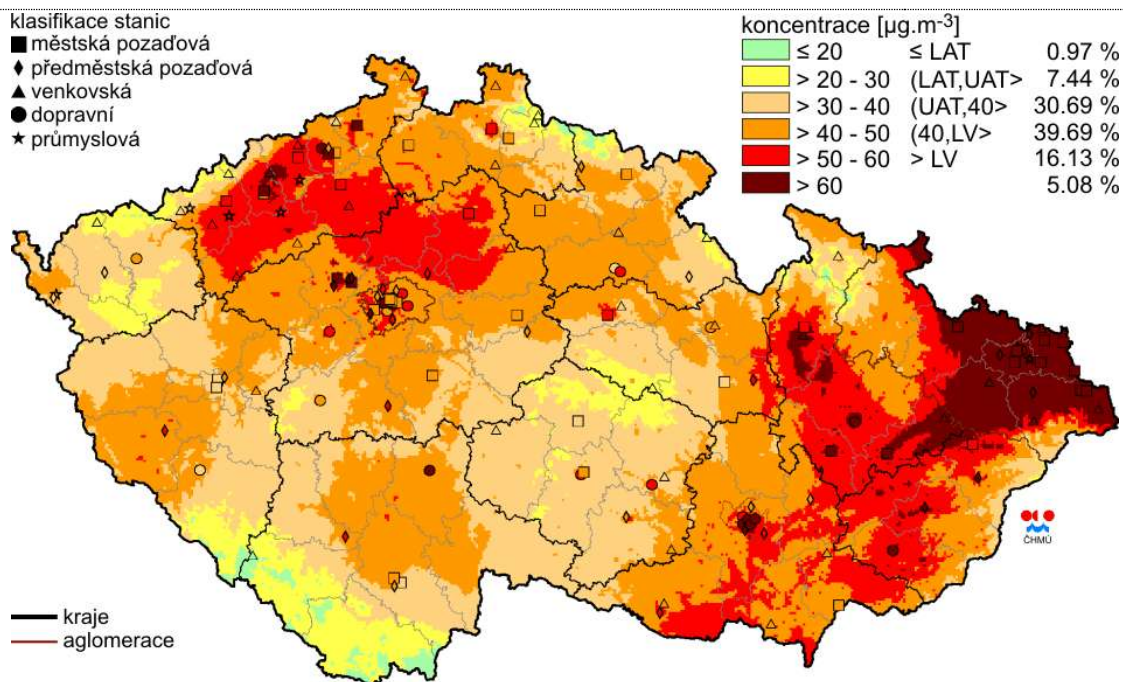 klasifikace stanic
městská pozaďová
předměstská pozaďová
venkovská
dopravní
průmyslová
koncentrace [µg.m-3]
≤ 20 ≤ LAT 0.97 %
> 20 - 30 (LAT,UAT> 7.44 %
> 30 - 40 (UAT,40> 30.69 %
> 40 - 50 (40,LV> 39.69 %
> 50 - 60 > LV 16.13 %
> 60 5.08 %
ČHMÚ
kraje
aglomerace